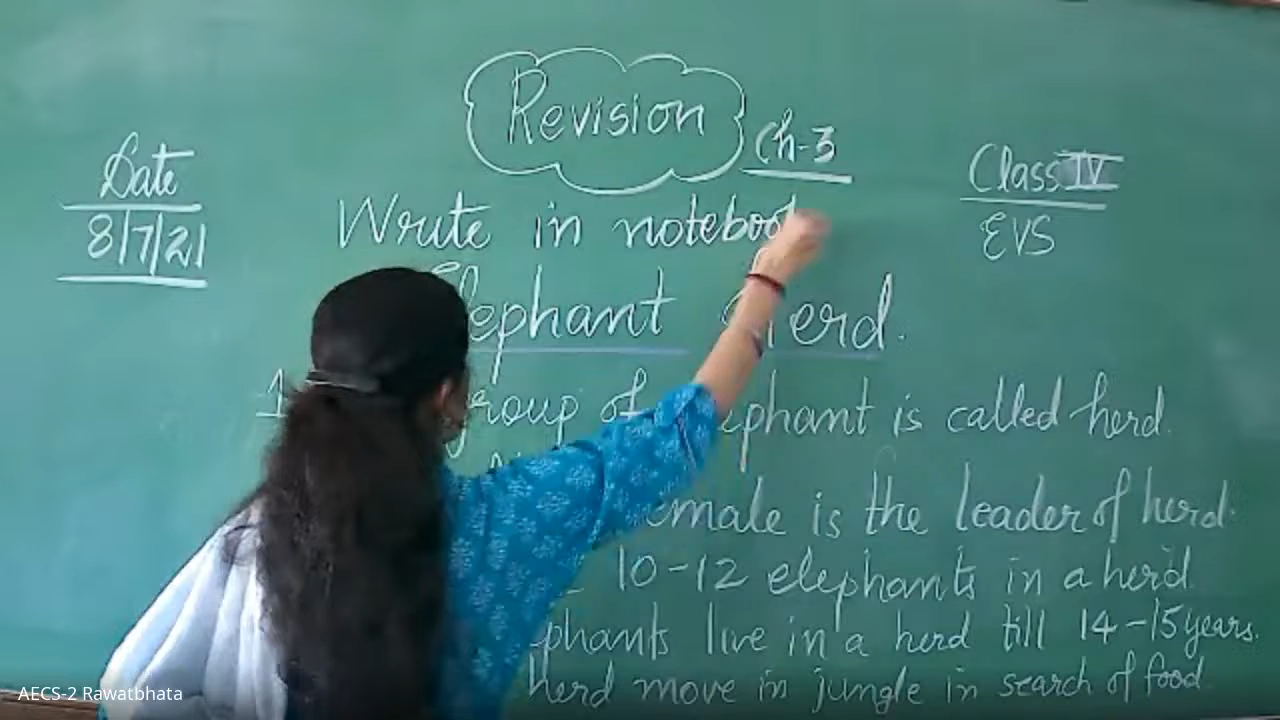 Revision
Ch-3
Date
8/7/21
Class IV
EVS
Write in notebook
Elephant Herd.
1 group of elephant is called herd.
female is the leader of herd.
10-12 elephants in a herd.
elephants live in a herd till 14-15 years.
Herd move in jungle in search of food.
AECS-2 Rawatbhata